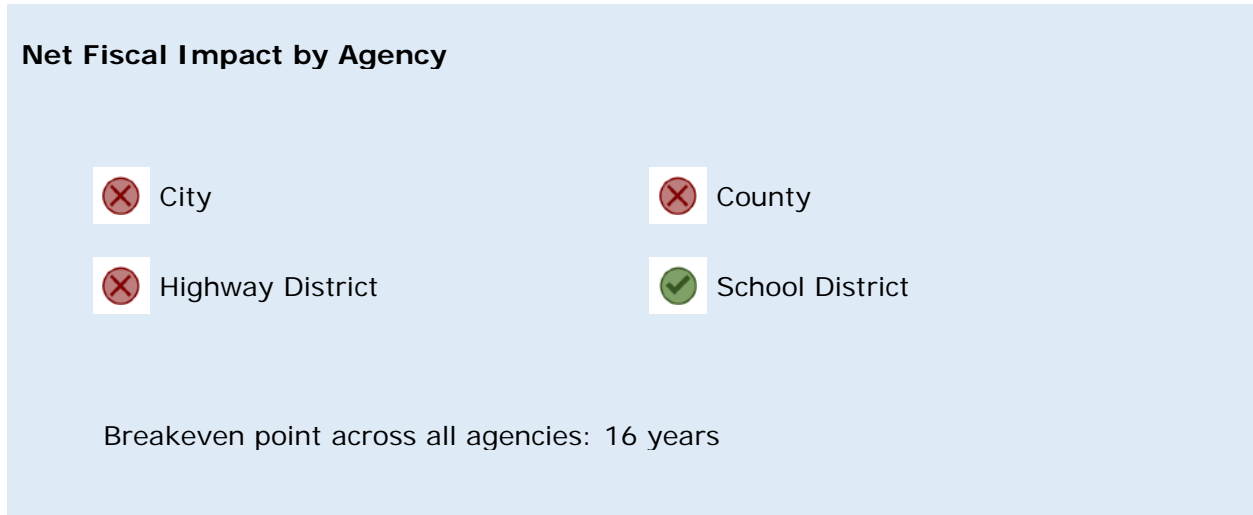 Net Fiscal Impact by Agency
City
County
Highway District
School District
Breakeven point across all agencies: 16 years